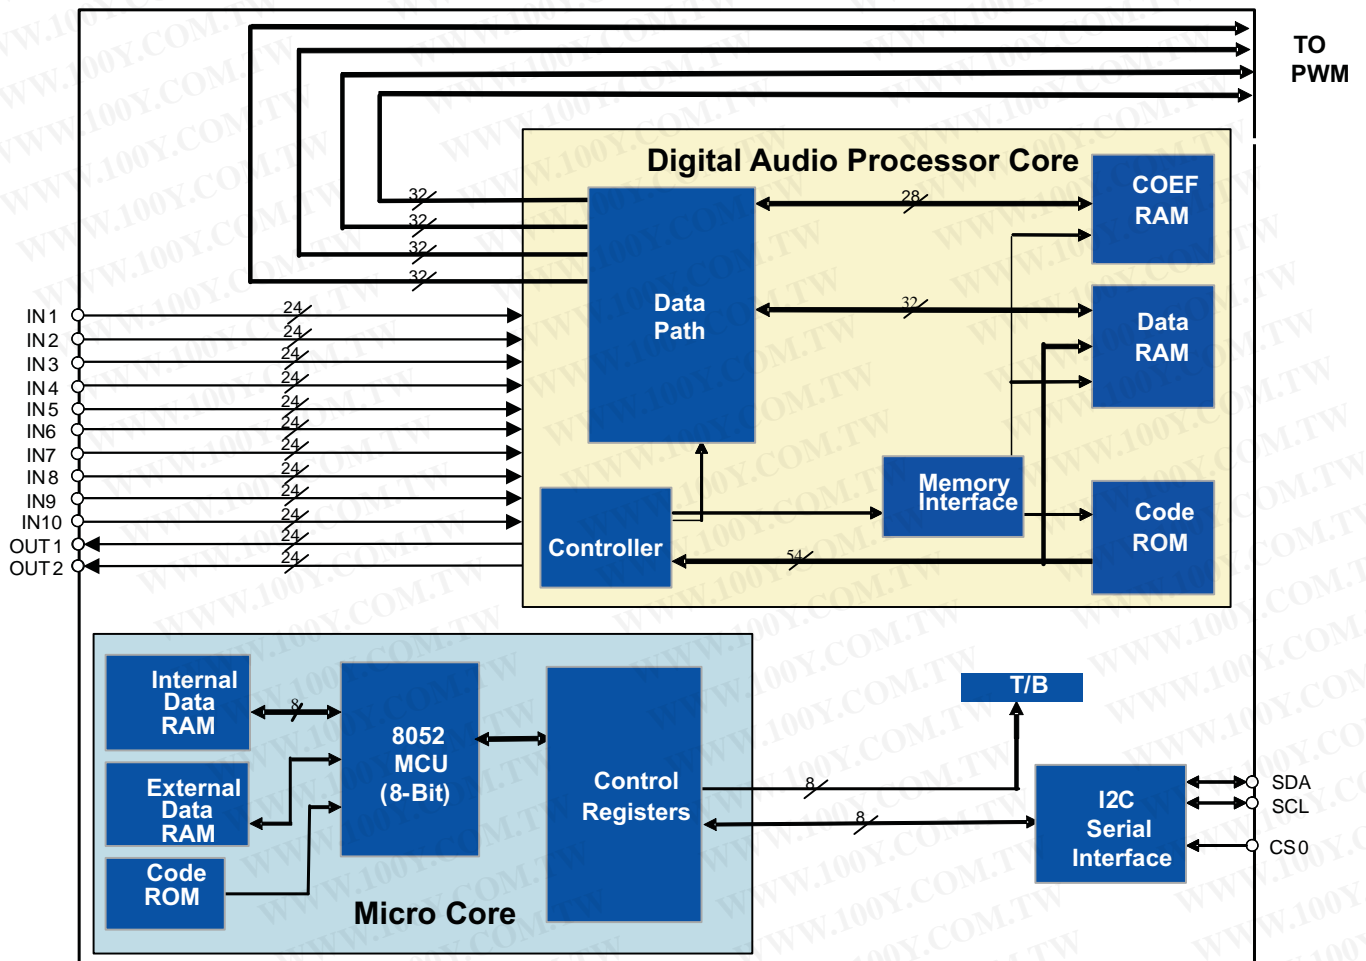 TO
PWM
Digital Audio Processor Core
COEF
RAM
28
32
32
32
32
Data
Path
32
Data
RAM
IN1
24
IN2
24
IN3
24
IN4
24
IN5
24
IN6
24
IN7
24
IN8
24
IN9
24
IN10
24
OUT1
24
OUT2
24
Memory
Interface
Controller
54
Code
ROM
Internal
Data
RAM
8
8052
MCU
(8-Bit)
External
Data
RAM
Code
ROM
Control
Registers
Micro Core
T/B
8
8
I2C
Serial
Interface
SDA
SCL
CS0
WWW.100Y.COM.TW